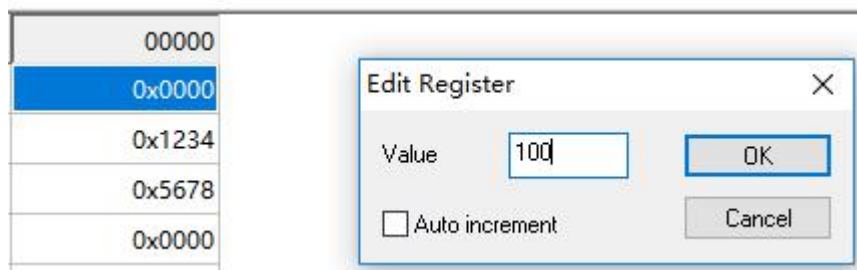 00000
0x0000
0x1234
0x5678
0x0000
Edit Register
Value 100
OK
Auto increment
Cancel